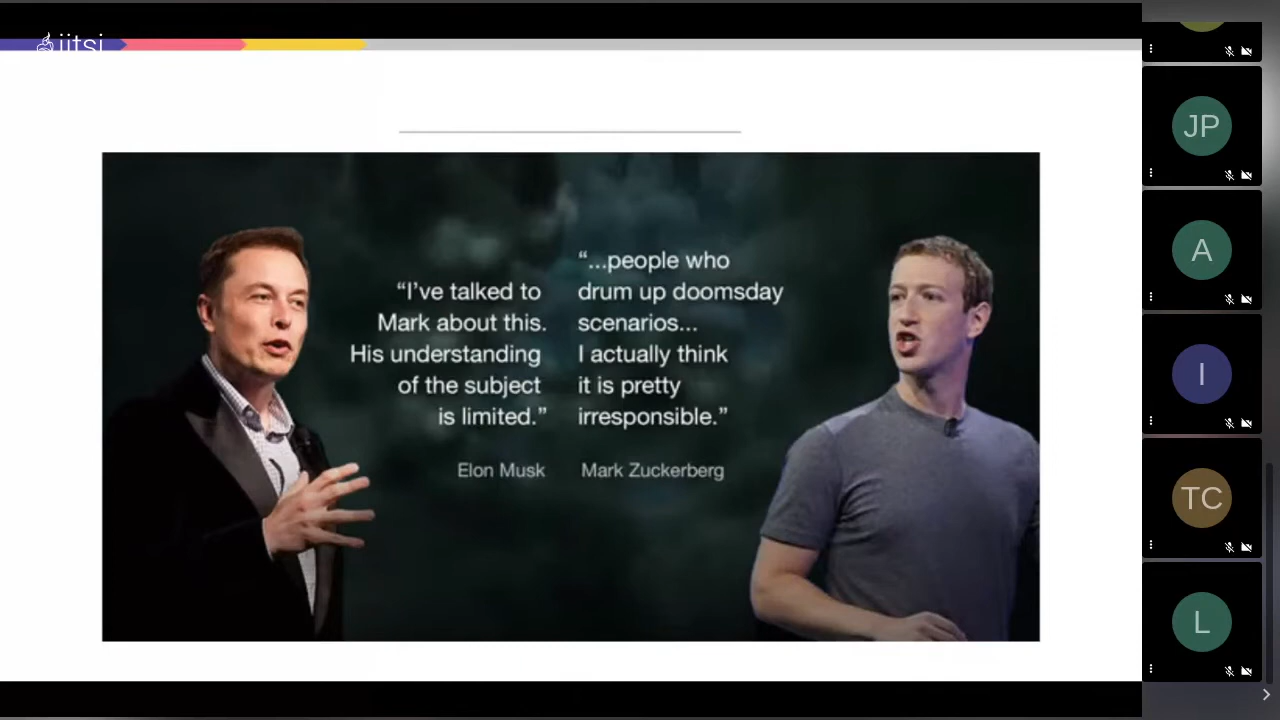 jitsi
“I’ve talked to
Mark about this.
His understanding
of the subject
is limited.”
Elon Musk
“...people who
drum up doomsday
scenarios...
I actually think
it is pretty
irresponsible.”
Mark Zuckerberg
JP
A
I
TC
L